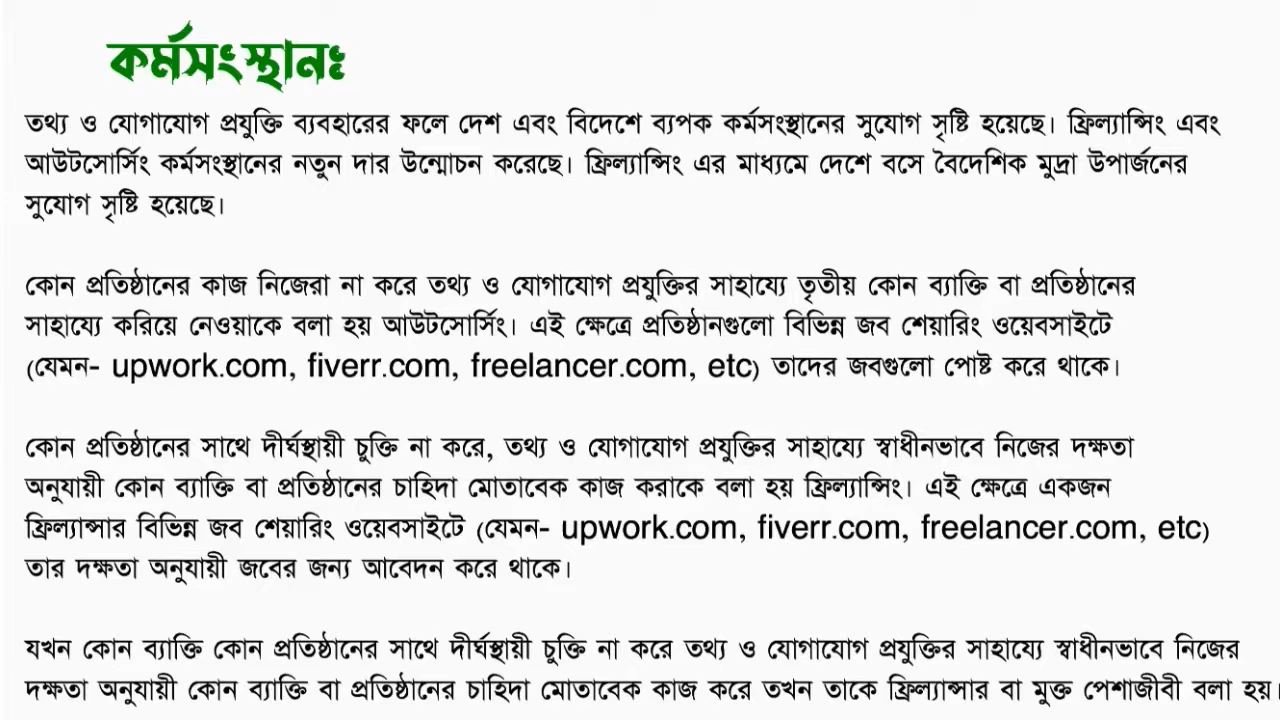 কর্মসংস্থানঃ
তথ্য ও যোগাযোগ প্রযুক্তি ব্যবহারের ফলে দেশ এবং বিদেশে ব্যপক কর্মসংস্থানের সুযোগ সৃষ্টি হয়েছে। ফ্রিল্যান্সিং এবং
আউটসোর্সিং কর্মসংস্থানের নতুন দার উন্মোচন করেছে। ফ্রিল্যান্সিং এর মাধ্যমে দেশে বসে বৈদেশিক মুদ্রা উপার্জনের
সুযোগ সৃষ্টি হয়েছে।
কোন প্রতিষ্ঠানের কাজ নিজেরা না করে তথ্য ও যোগাযোগ প্রযুক্তির সাহায্যে তৃতীয় কোন ব্যাক্তি বা প্রতিষ্ঠানের
সাহায্যে করিয়ে নেওয়াকে বলা হয় আউটসোর্সিং। এই ক্ষেত্রে প্রতিষ্ঠানগুলো বিভিন্ন জব শেয়ারিং ওয়েবসাইটে
(যেমন- upwork.com, fiverr.com, freelancer.com, etc) তাদের জবগুলো পোষ্ট করে থাকে।
কোন প্রতিষ্ঠানের সাথে দীর্ঘস্থায়ী চুক্তি না করে, তথ্য ও যোগাযোগ প্রযুক্তির সাহায্যে স্বাধীনভাবে নিজের দক্ষতা
অনুযায়ী কোন ব্যাক্তি বা প্রতিষ্ঠানের চাহিদা মোতাবেক কাজ করাকে বলা হয় ফ্রিল্যান্সিং। এই ক্ষেত্রে একজন
ফ্রিল্যান্সার বিভিন্ন জব শেয়ারিং ওয়েবসাইটে (যেমন- upwork.com, fiverr.com, freelancer.com, etc)
তার দক্ষতা অনুযায়ী জবের জন্য আবেদন করে থাকে।
যখন কোন ব্যাক্তি কোন প্রতিষ্ঠানের সাথে দীর্ঘস্থায়ী চুক্তি না করে তথ্য ও যোগাযোগ প্রযুক্তির সাহায্যে স্বাধীনভাবে নিজের
দক্ষতা অনুযায়ী কোন ব্যাক্তি বা প্রতিষ্ঠানের চাহিদা মোতাবেক কাজ করে তখন তাকে ফ্রিল্যান্সার বা মুক্ত পেশাজীবী বলা হয়।